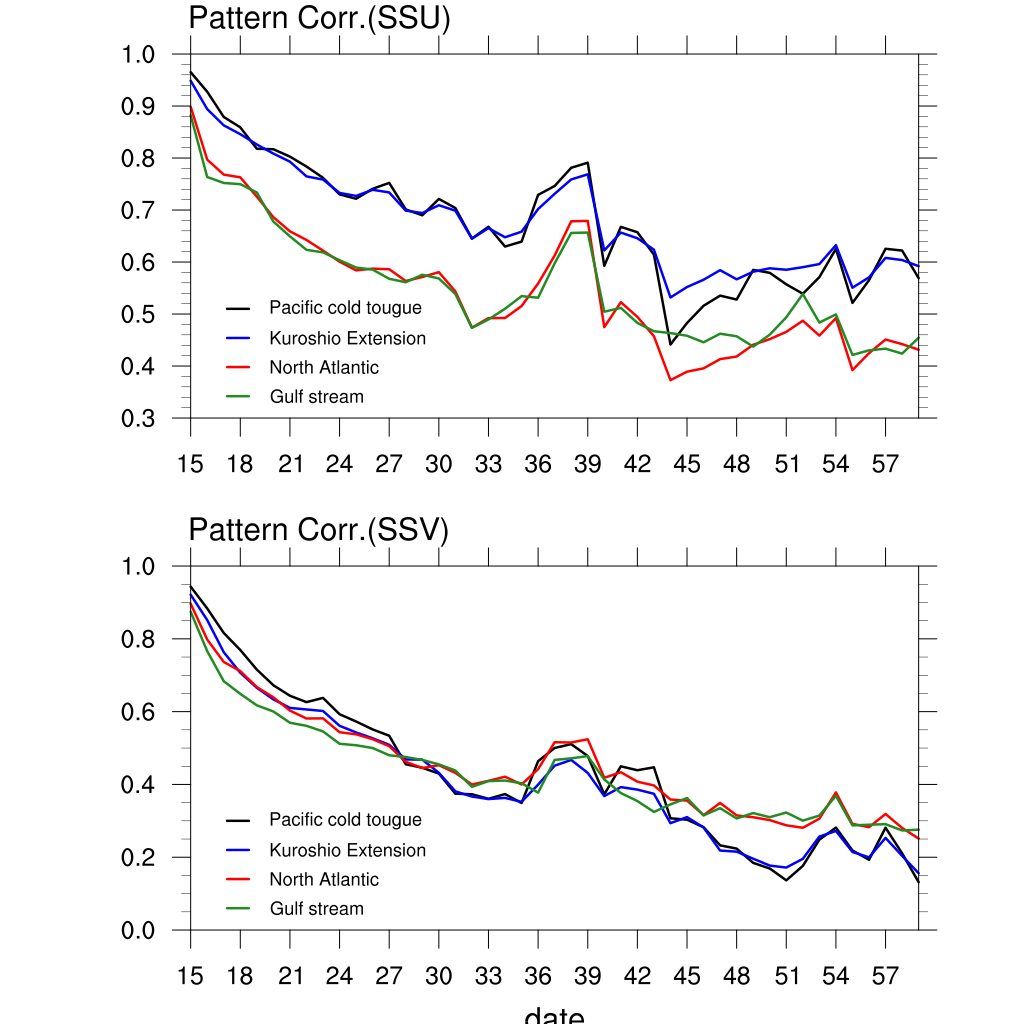 Pattern Corr.(SSU)
1.0
0.9
0.8
0.7
0.6
0.5
0.4
0.3
Pacific cold tougue
Kuroshio Extension
North Atlantic
Gulf stream
15 18 21 24 27 30 33 36 39 42 45 48 51 54 57
Pattern Corr.(SSV)
1.0
0.8
0.6
0.4
0.2
0.0
Pacific cold tougue
Kuroshio Extension
North Atlantic
Gulf stream
15 18 21 24 27 30 33 36 39 42 45 48 51 54 57
date